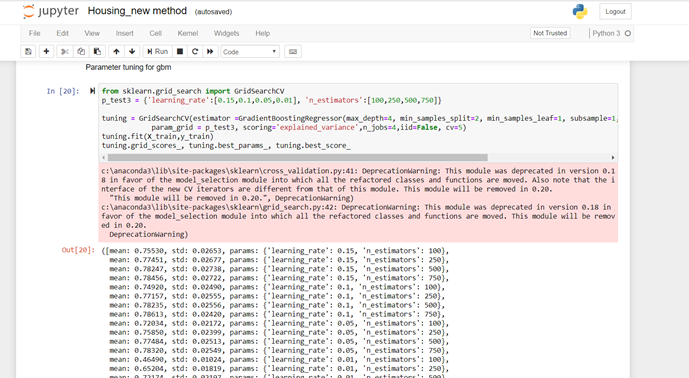 jupyter Housing_new method (autosaved) Logout
File Edit View Insert Cell Kernel Widgets Help Not Trusted Python 3
Run Code
Parameter tuning for gbm
In [20]: from sklearn.grid_search import GridSearchCV
p_test3 = {'learning_rate':[0.15,0.1,0.05,0.01], 'n_estimators':[100,250,500,750]}
tuning = GridSearchCV(estimator =GradientBoostingRegressor(max_depth=4, min_samples_split=2, min_samples_leaf=1, subsample=1,
param_grid = p_test3, scoring='explained_variance',n_jobs=4,iid=False, cv=5)
tuning.fit(X_train,y_train)
tuning.grid_scores_, tuning.best_params_, tuning.best_score_
c:\anaconda3\lib\site-packages\sklearn\cross_validation.py:41: DeprecationWarning: This module was deprecated in version 0.1
8 in favor of the model_selection module into which all the refactored classes and functions are moved. Also note that the i
nterface of the new CV iterators are different from that of this module. This module will be removed in 0.20.
"This module will be removed in 0.20.", DeprecationWarning)
c:\anaconda3\lib\site-packages\sklearn\grid_search.py:42: DeprecationWarning: This module was deprecated in version 0.18 in
favor of the model_selection module into which all the refactored classes and functions are moved. This module will be remov
ed in 0.20.
DeprecationWarning)
Out[20]: ([mean: 0.75530, std: 0.02653, params: {'learning_rate': 0.15, 'n_estimators': 100},
mean: 0.77451, std: 0.02677, params: {'learning_rate': 0.15, 'n_estimators': 250},
mean: 0.78247, std: 0.02738, params: {'learning_rate': 0.15, 'n_estimators': 500},
mean: 0.78456, std: 0.02722, params: {'learning_rate': 0.15, 'n_estimators': 750},
mean: 0.74920, std: 0.02490, params: {'learning_rate': 0.1, 'n_estimators': 100},
mean: 0.77157, std: 0.02555, params: {'learning_rate': 0.1, 'n_estimators': 250},
mean: 0.78235, std: 0.02556, params: {'learning_rate': 0.1, 'n_estimators': 500},
mean: 0.78613, std: 0.02420, params: {'learning_rate': 0.1, 'n_estimators': 750},
mean: 0.72034, std: 0.02172, params: {'learning_rate': 0.05, 'n_estimators': 100},
mean: 0.75850, std: 0.02399, params: {'learning_rate': 0.05, 'n_estimators': 250},
mean: 0.77484, std: 0.02513, params: {'learning_rate': 0.05, 'n_estimators': 500},
mean: 0.78320, std: 0.02549, params: {'learning_rate': 0.05, 'n_estimators': 750},
mean: 0.46490, std: 0.01024, params: {'learning_rate': 0.01, 'n_estimators': 100},
mean: 0.65204, std: 0.01819, params: {'learning_rate': 0.01, 'n_estimators': 250},